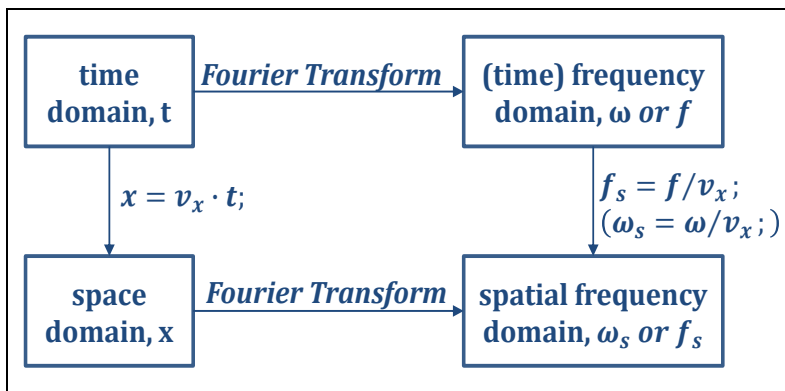 time
domain, t
Fourier Transform
(time) frequency
domain, ω or f
x = v_x · t;
f_s = f/v_x;
(ω_s = ω/v_x;)
space
domain, x
Fourier Transform
spatial frequency
domain, ω_s or f_s